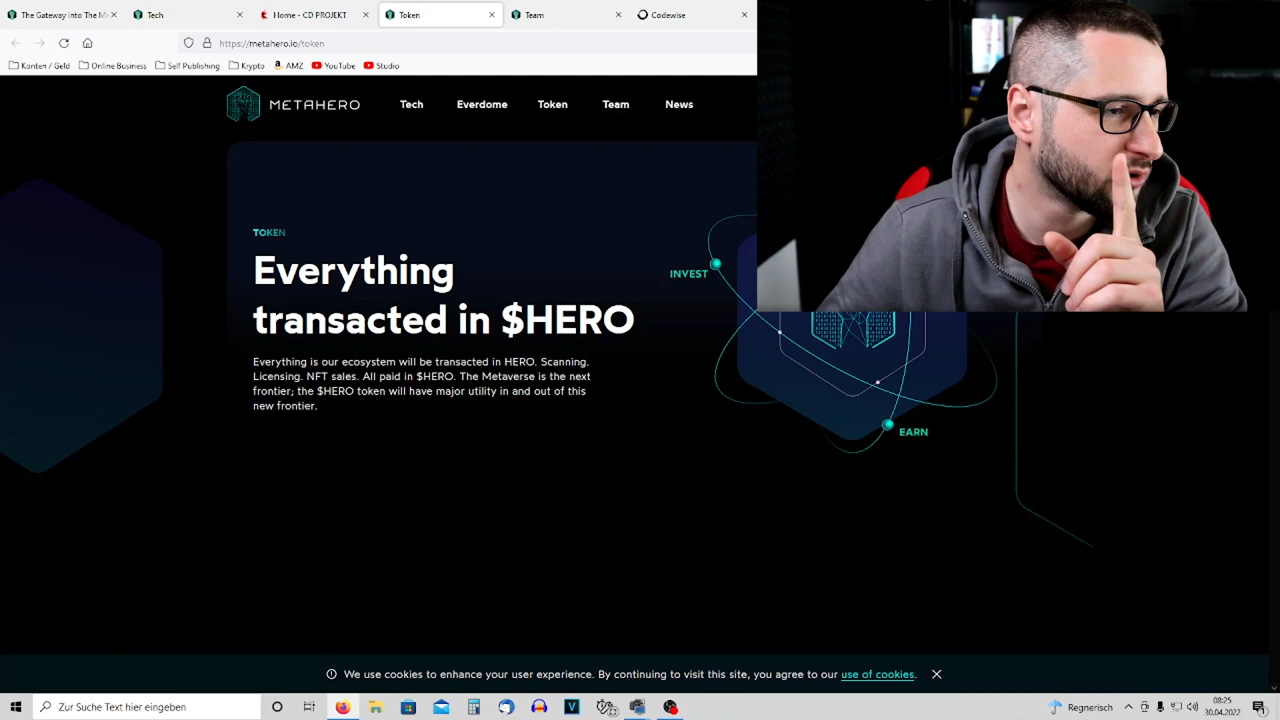 The Gateway Into The M
Tech
Home - CD PROJEKT
Token
Team
Codewise
https://metahero.io/token
Konten / Geld
Online Business
Self Publishing
Krypto
AMZ
YouTube
Studio
METAHERO
Tech
Everdome
Token
Team
News
TOKEN
Everything
transacted in $HERO
INVEST
Everything is our ecosystem will be transacted in HERO. Scanning.
Licensing. NFT sales. All paid in $HERO. The Metaverse is the next
frontier; the $HERO token will have major utility in and out of this
new frontier.
EARN
We use cookies to enhance your user experience. By continuing to visit this site, you agree to our use of cookies.
Zur Suche Text hier eingeben
Regnerisch
08:25
30.04.2022